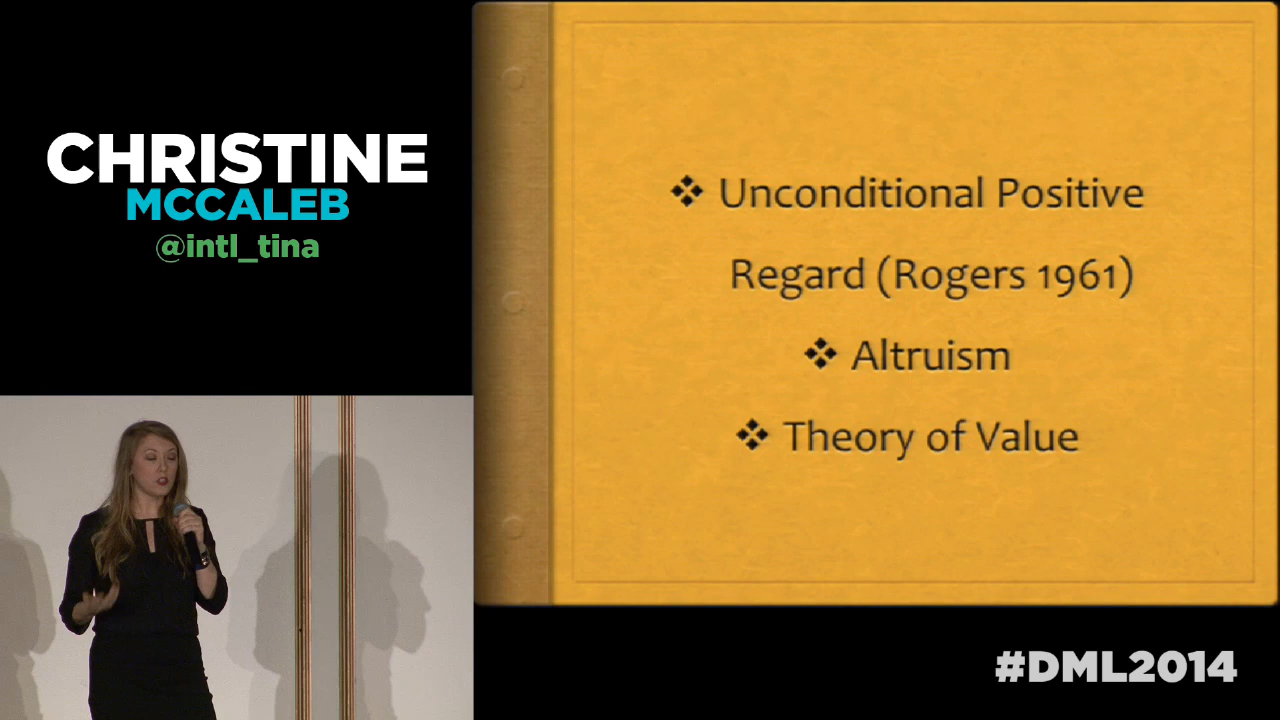 CHRISTINE
MCCALEB
@intl_tina
❖ Unconditional Positive
Regard (Rogers 1961)
❖ Altruism
❖ Theory of Value
#DML2014